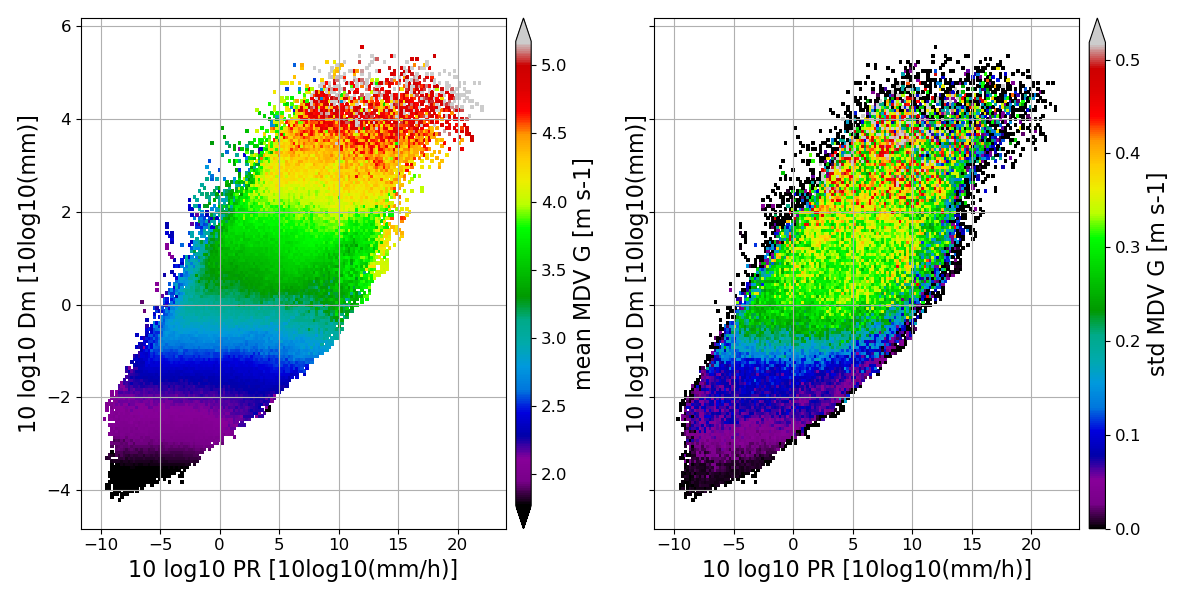 6
4
2
0
−2
−4
10 log10 Dm [10log10(mm)]
−10 −5 0 5 10 15 20
10 log10 PR [10log10(mm/h)]
5.0
4.5
4.0
3.5
3.0
2.5
2.0
mean MDV G [m s-1]
10 log10 Dm [10log10(mm)]
−10 −5 0 5 10 15 20
10 log10 PR [10log10(mm/h)]
0.5
0.4
0.3
0.2
0.1
0.0
std MDV G [m s-1]